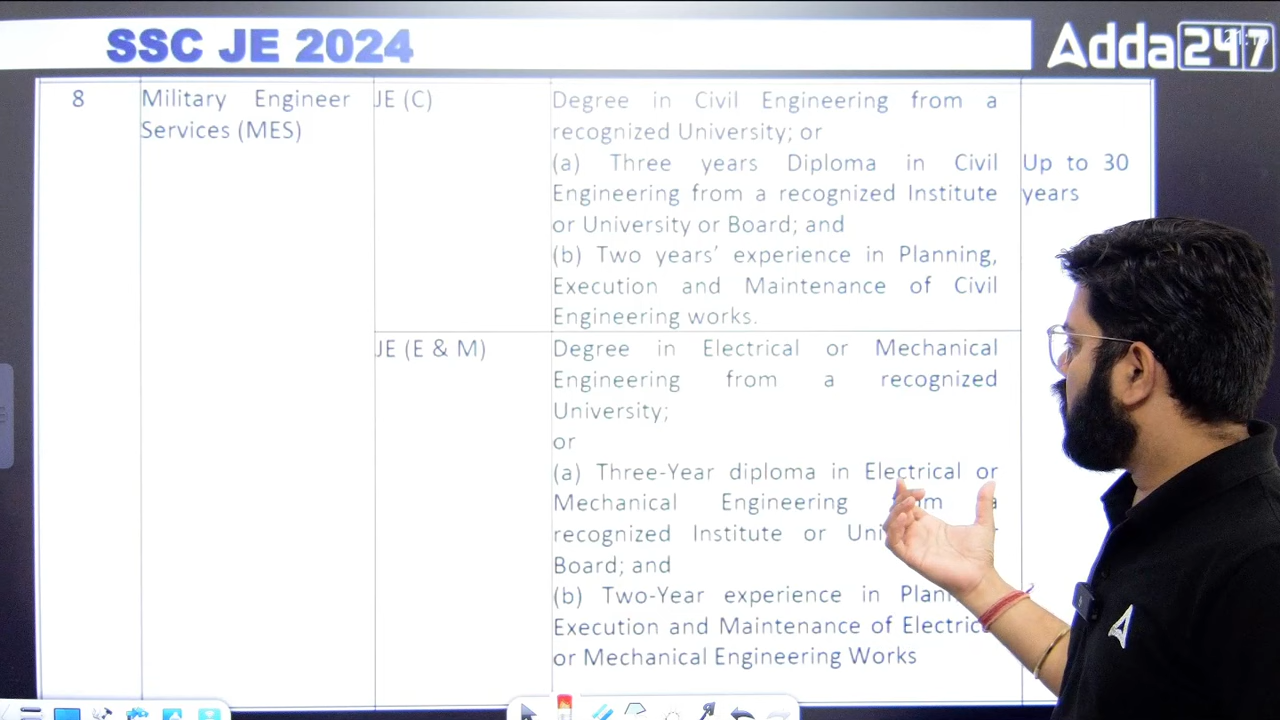 SSC JE 2024
Adda247
8
Military Engineer
Services (MES)
JE (C)
Degree in Civil Engineering from a
recognized University; or
(a) Three years Diploma in Civil
Engineering from a recognized Institute
or University or Board; and
(b) Two years’ experience in Planning,
Execution and Maintenance of Civil
Engineering works.
Up to 30
years
JE (E & M)
Degree in Electrical or Mechanical
Engineering from a recognized
University;
or
(a) Three-Year diploma in Electrical or
Mechanical Engineering a
recognized Institute or
Board; and
(b) Two-Year experience in
Execution and Maintenance of
or Mechanical Engineering Works